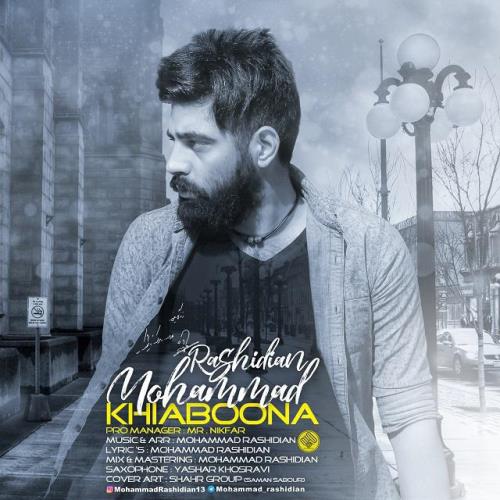 Rashidian
Mohammad
KHIABOONA
PRO MANAGER : MR . NIKFAR
MUSIC & ARR : MOHAMMAD RASHIDIAN
LYRIC 'S : MOHAMMAD RASHIDIAN
MIX & MASTERING : MOHAMMAD RASHIDIAN
SAXOPHONE : YASHAR KHOSRAVI
COVER ART : SHAHR GROUP (SAMAN SABOURI)
MohammadRashidian13 Mohammad_rashidian